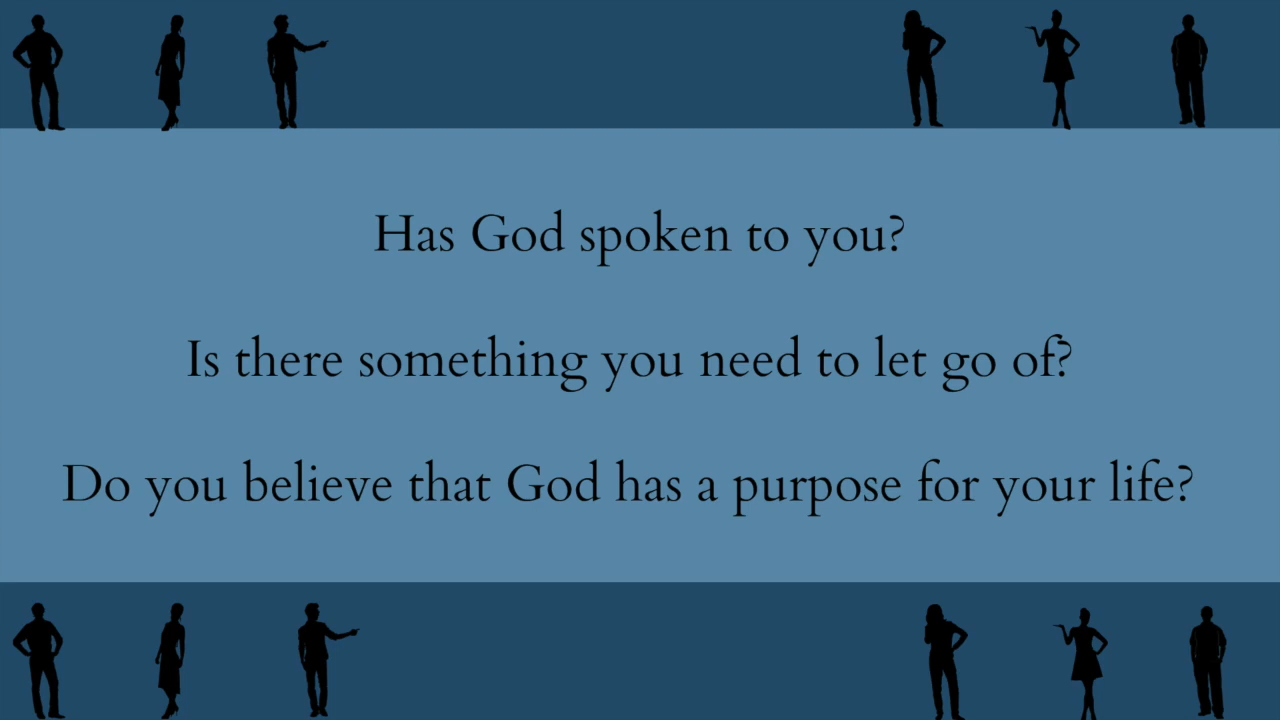 Has God spoken to you?
Is there something you need to let go of?
Do you believe that God has a purpose for your life?